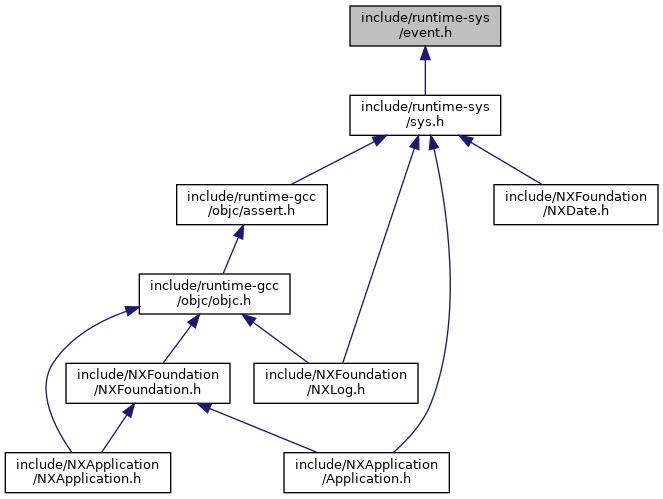 include/runtime-sys
/event.h
include/runtime-sys
/sys.h
include/runtime-gcc
/objc/assert.h
include/NXFoundation
/NXDate.h
include/runtime-gcc
/objc/objc.h
include/NXFoundation
/NXFoundation.h
include/NXFoundation
/NXLog.h
include/NXApplication
/NXApplication.h
include/NXApplication
/Application.h